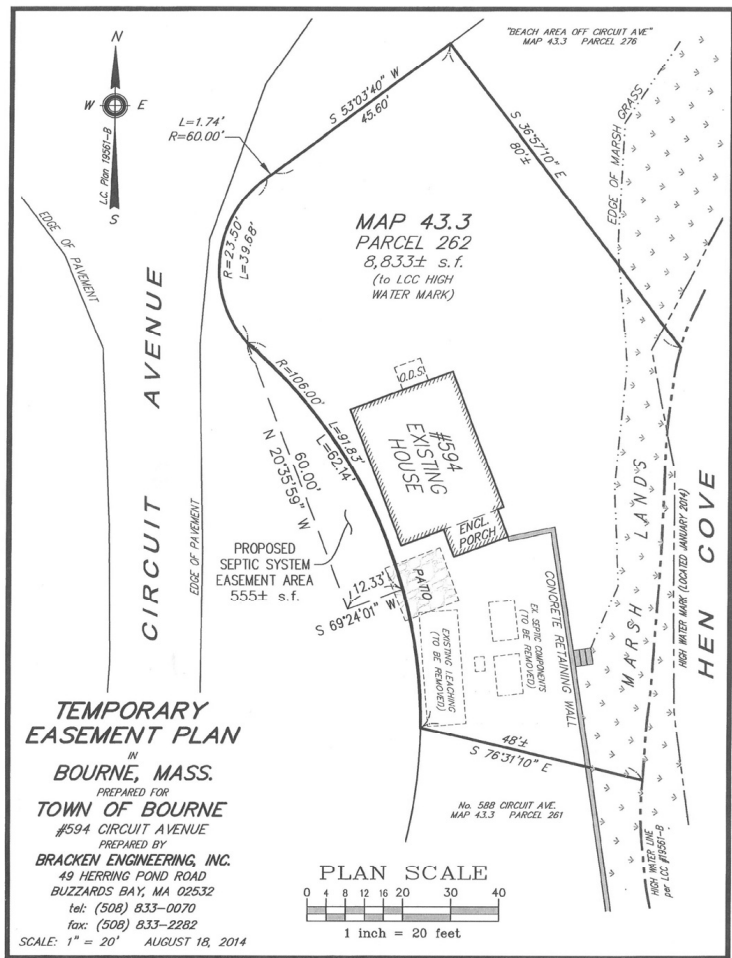 "BEACH AREA OFF CIRCUIT AVE"
MAP 43.3 PARCEL 276
N
W E
S
L.C. Plan 19561-B
L=1.74'
R=60.00'
S 53°03'40" W
45.60'
S 36°57'10" E
80'±
EDGE OF MARSH GRASS
EDGE OF PAVEMENT
R=23.50'
L=39.68'
MAP 43.3
PARCEL 262
8,833± s.f.
(to LCC HIGH
WATER MARK)
CIRCUIT AVENUE
EDGE OF PAVEMENT
R=106.00'
L=91.83'
L=62.14'
60.00'
N 20°35'59" W
O.D.S.
#594
EXISTING
HOUSE
ENCL.
PORCH
PROPOSED
SEPTIC SYSTEM
EASEMENT AREA
555± s.f.
12.33'
S 69°24'01" W
PATIO
EXISTING LEACHING
(TO BE REMOVED)
EX. SEPTIC COMPONENTS
(TO BE REMOVED)
CONCRETE RETAINING WALL
MARSH LANDS
HIGH WATER MARK (LOCATED JANUARY 2014)
HEN COVE
48'±
S 76°31'10" E
No. 588 CIRCUIT AVE.
MAP 43.3 PARCEL 261
HIGH WATER LINE
per LCC #19561-B
TEMPORARY
EASEMENT PLAN
IN
BOURNE, MASS.
PREPARED FOR
TOWN OF BOURNE
#594 CIRCUIT AVENUE
PREPARED BY
BRACKEN ENGINEERING, INC.
49 HERRING POND ROAD
BUZZARDS BAY, MA 02532
tel: (508) 833-0070
fax: (508) 833-2282
SCALE: 1" = 20' AUGUST 18, 2014
PLAN SCALE
0 4 8 12 16 20 30 40
1 inch = 20 feet